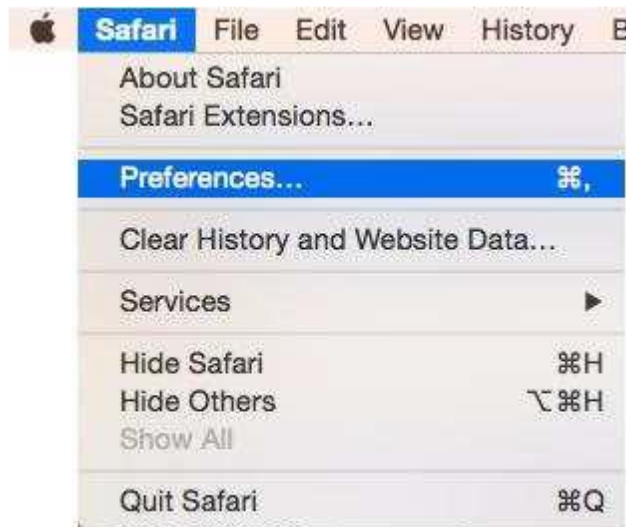 Safari File Edit View History B
About Safari
Safari Extensions...
Preferences... ⌘,
Clear History and Website Data...
Services ▶
Hide Safari ⌘H
Hide Others ⌥⌘H
Show All
Quit Safari ⌘Q